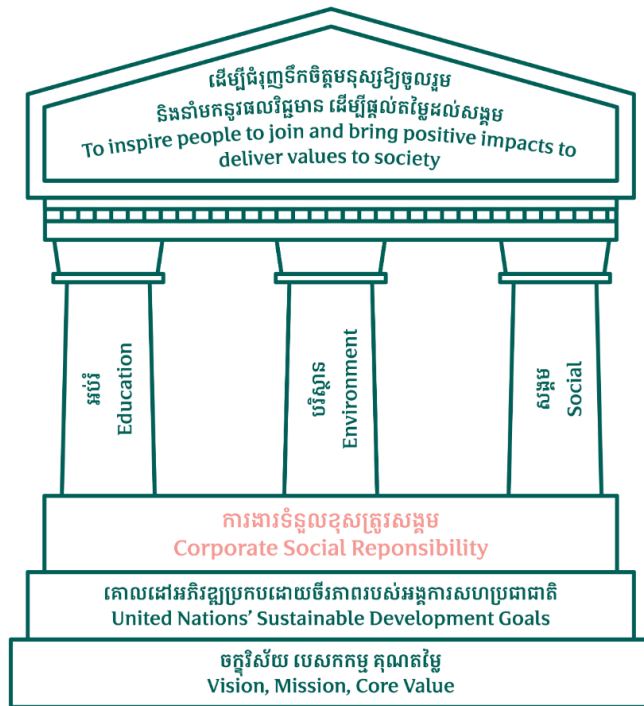 ដើម្បីជំរុញទឹកចិត្តមនុស្សឱ្យចូលរួម
និងនាំមកនូវផលវិជ្ជមាន ដើម្បីផ្តល់តម្លៃដល់សង្គម
To inspire people to join and bring positive impacts to
deliver values to society
អប់រំ
Education
បរិស្ថាន
Environment
សង្គម
Social
ការងារទំនួលខុសត្រូវសង្គម
Corporate Social Reponsibility
គោលដៅអភិវឌ្ឍប្រកបដោយចីរភាពរបស់អង្គការសហប្រជាជាតិ
United Nations’ Sustainable Development Goals
ចក្ខុវិស័យ បេសកកម្ម គុណតម្លៃ
Vision, Mission, Core Value